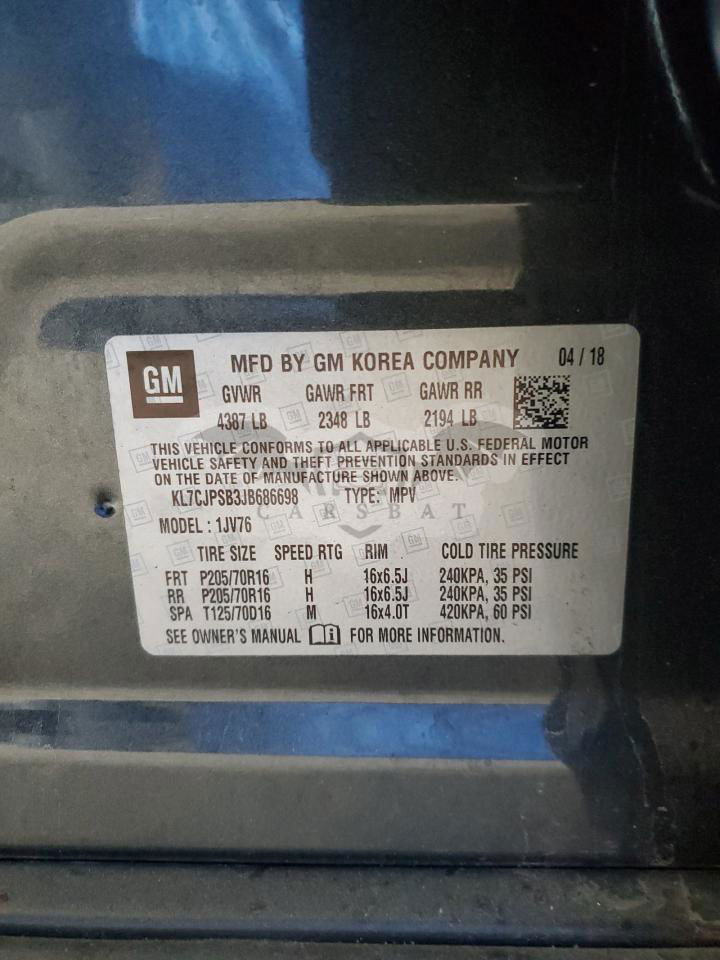 GM
MFD BY GM KOREA COMPANY 04 / 18
GVWR GAWR FRT GAWR RR
4387 LB 2348 LB 2194 LB
THIS VEHICLE CONFORMS TO ALL APPLICABLE U.S. FEDERAL MOTOR
VEHICLE SAFETY AND THEFT PREVENTION STANDARDS IN EFFECT
ON THE DATE OF MANUFACTURE SHOWN ABOVE.
KL7CJPSB3JB686698 TYPE: MPV
CARSBAT
MODEL : 1JV76
TIRE SIZE SPEED RTG RIM COLD TIRE PRESSURE
FRT P205/70R16 H 16x6.5J 240KPA, 35 PSI
RR P205/70R16 H 16x6.5J 240KPA, 35 PSI
SPA T125/70D16 M 16x4.0T 420KPA, 60 PSI
SEE OWNER'S MANUAL FOR MORE INFORMATION.